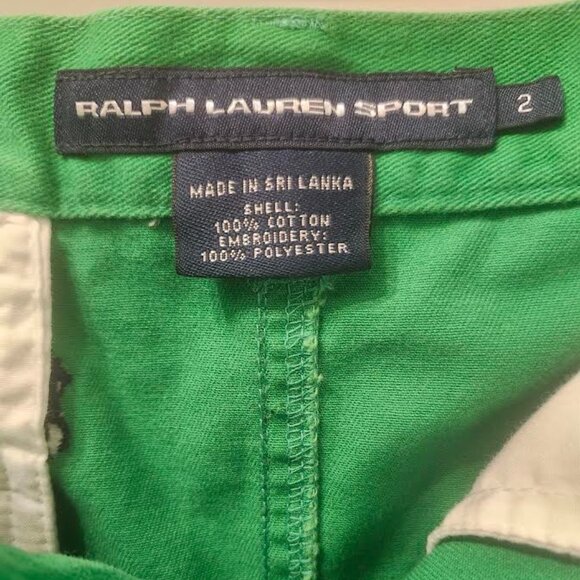 RALPH LAUREN SPORT 2
MADE IN SRI LANKA
SHELL:
100% COTTON
EMBROIDERY:
100% POLYESTER